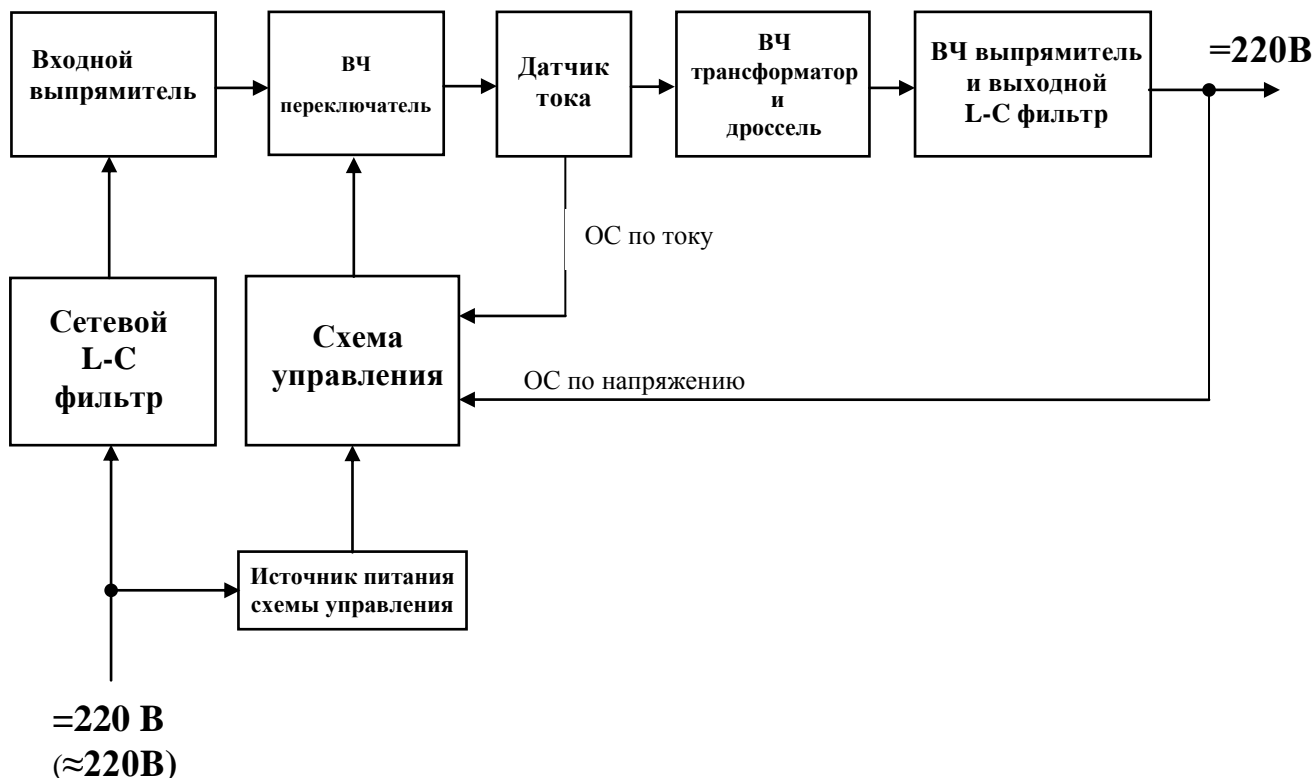 Входной
выпрямитель
ВЧ
переключатель
Датчик
тока
ВЧ
трансформатор
и
дроссель
ВЧ выпрямитель
и выходной
L-C фильтр
=220В
ОС по току
Сетевой
L-C
фильтр
Схема
управления
ОС по напряжению
Источник питания
схемы управления
=220 В
(≈220В)